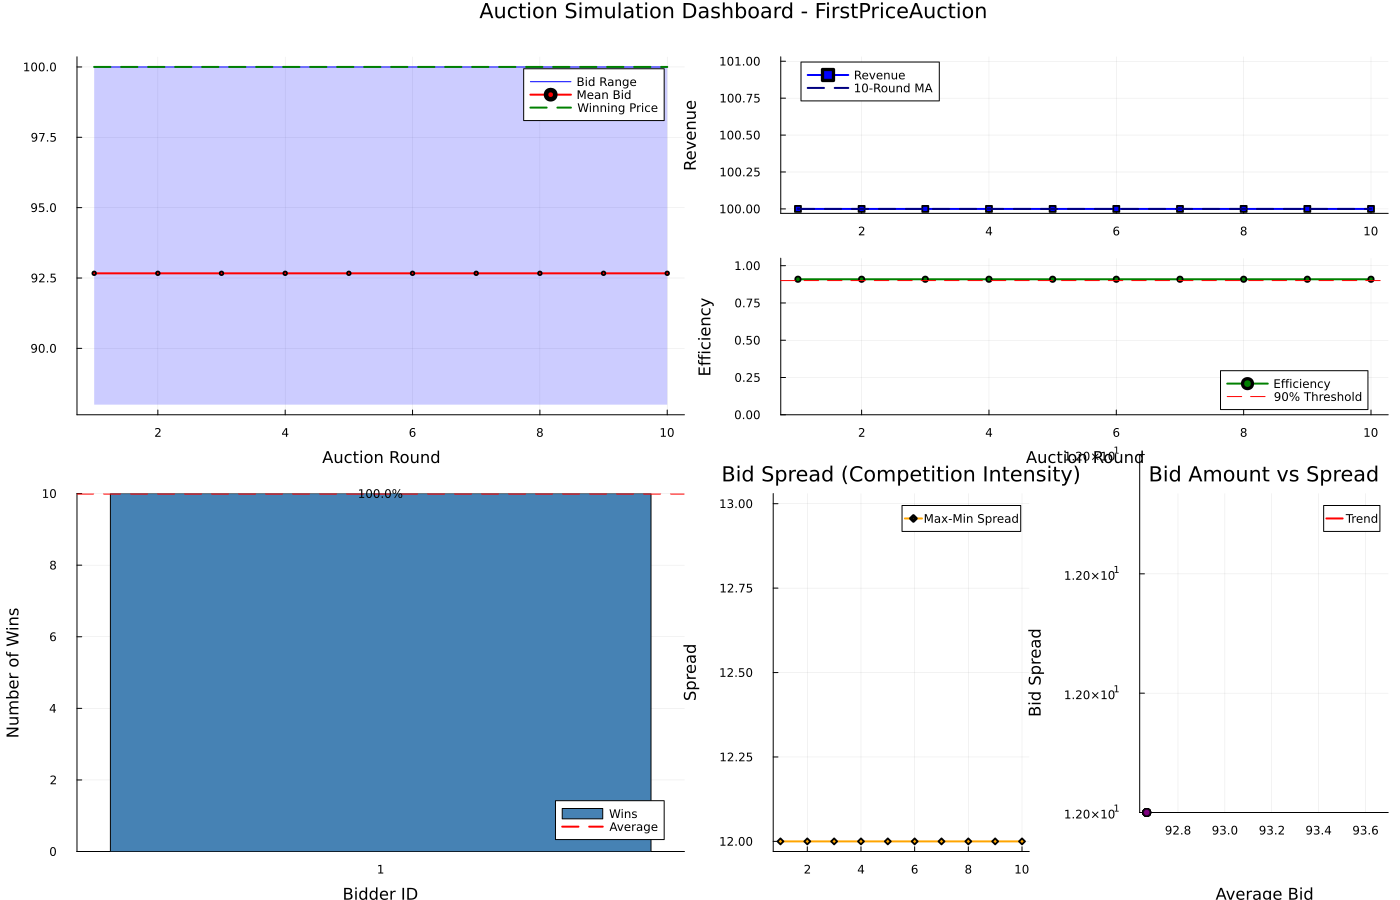 Auction Simulation Dashboard - FirstPriceAuction
100.0
97.5
95.0
92.5
90.0
Bid Range
Mean Bid
Winning Price
2 4 6 8 10
Auction Round
Revenue
101.00
100.75
100.50
100.25
100.00
Revenue
10-Round MA
2 4 6 8 10
Efficiency
1.00
0.75
0.50
0.25
0.00
Efficiency
90% Threshold
2 4 6 8 10
Auction Round
Number of Wins
10
8
6
4
2
0
100.0%
Wins
Average
1
Bidder ID
Bid Spread (Competition Intensity)
Spread
13.00
12.75
12.50
12.25
12.00
Max-Min Spread
2 4 6 8 10
Bid Amount vs Spread
Bid Spread
1.20×10¹
1.20×10¹
1.20×10¹
1.20×10¹
Trend
92.8 93.0 93.2 93.4 93.6
Average Bid